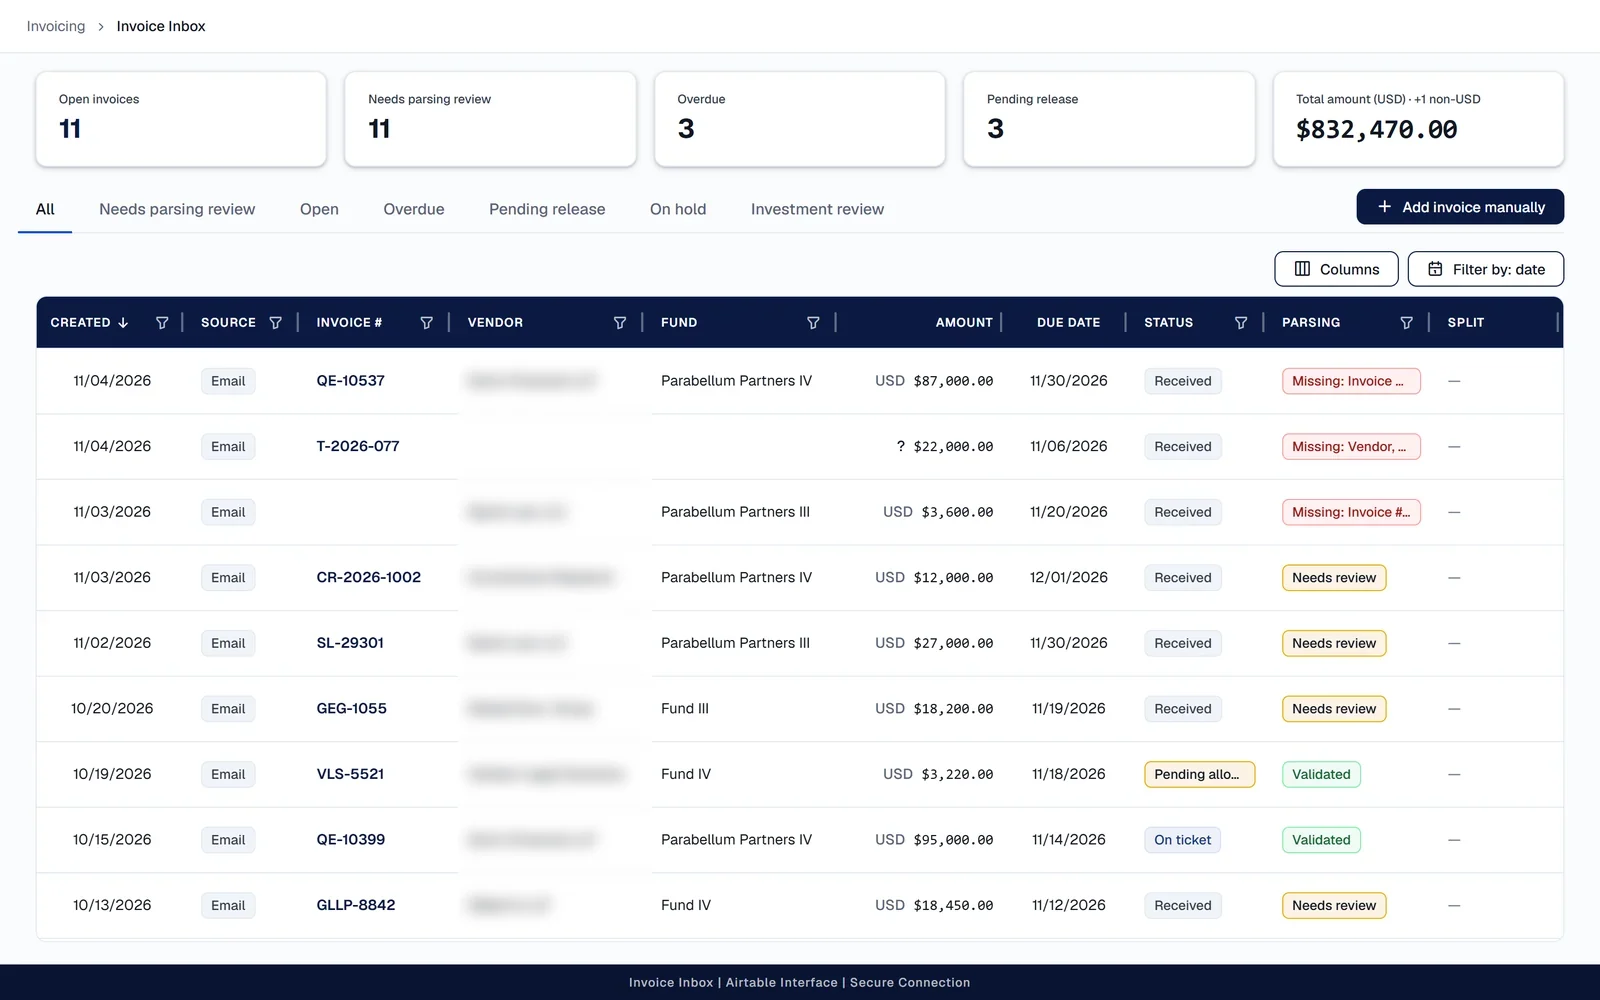 Invoicing > Invoice Inbox
Open invoices
11
Needs parsing review
11
Overdue
3
Pending release
3
Total amount (USD) · +1 non-USD
$832,470.00
All Needs parsing review Open Overdue Pending release On hold Investment review
+ Add invoice manually
Columns Filter by: date
CREATED ↓ SOURCE INVOICE # VENDOR FUND AMOUNT DUE DATE STATUS PARSING SPLIT
11/04/2026 Email QE-10537 Parabellum Partners IV USD $87,000.00 11/30/2026 Received Missing: Invoice ... —
11/04/2026 Email T-2026-077 ? $22,000.00 11/06/2026 Received Missing: Vendor, ... —
11/03/2026 Email Parabellum Partners III USD $3,600.00 11/20/2026 Received Missing: Invoice #... —
11/03/2026 Email CR-2026-1002 Parabellum Partners IV USD $12,000.00 12/01/2026 Received Needs review —
11/02/2026 Email SL-29301 Parabellum Partners III USD $27,000.00 11/30/2026 Received Needs review —
10/20/2026 Email GEG-1055 Fund III USD $18,200.00 11/19/2026 Received Needs review —
10/19/2026 Email VLS-5521 Fund IV USD $3,220.00 11/18/2026 Pending allo... Validated —
10/15/2026 Email QE-10399 Parabellum Partners IV USD $95,000.00 11/14/2026 On ticket Validated —
10/13/2026 Email GLLP-8842 Fund IV USD $18,450.00 11/12/2026 Received Needs review —
Invoice Inbox | Airtable Interface | Secure Connection